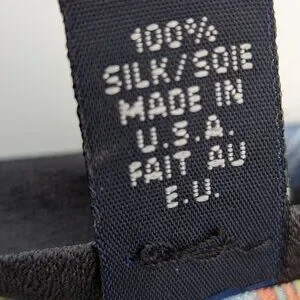 100%
SILK/SOIE
MADE IN
U.S.A.
FAIT AU
E.U.